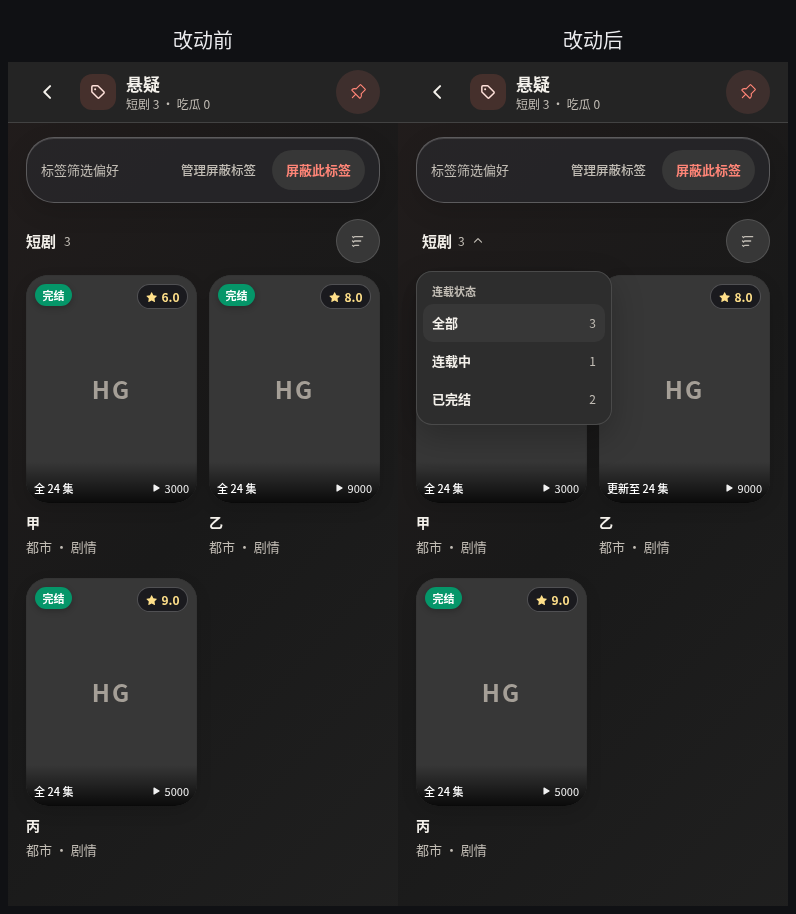 改动前
悬疑
短剧 3 • 吃瓜 0
标签筛选偏好 管理屏蔽标签 屏蔽此标签
短剧 3
完结 6.0
HG
全 24 集 3000
甲
都市 • 剧情
完结 8.0
HG
全 24 集 9000
乙
都市 • 剧情
完结 9.0
HG
全 24 集 5000
丙
都市 • 剧情
改动后
悬疑
短剧 3 • 吃瓜 0
标签筛选偏好 管理屏蔽标签 屏蔽此标签
短剧 3
连载状态
全部 3
连载中 1
已完结 2
全 24 集 3000
甲
都市 • 剧情
8.0
HG
更新至 24 集 9000
乙
都市 • 剧情
完结 9.0
HG
全 24 集 5000
丙
都市 • 剧情